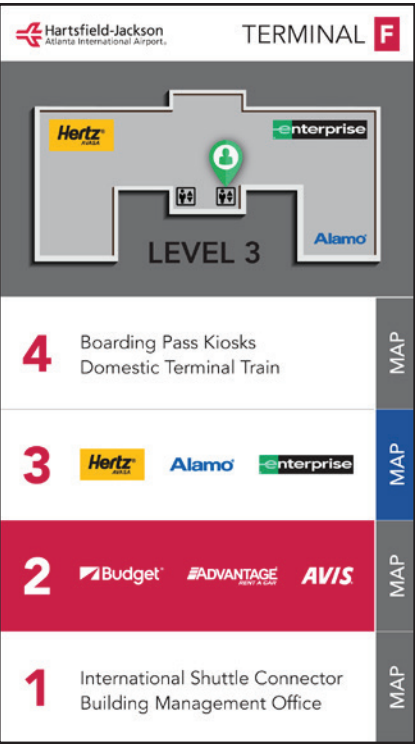 Hartsfield-Jackson
Atlanta International Airport®
TERMINAL F
Hertz
enterprise
Alamo
LEVEL 3
4
Boarding Pass Kiosks
Domestic Terminal Train
MAP
3
Hertz
Alamo
enterprise
MAP
2
Budget
ADVANTAGE
RENT A CAR
AVIS
MAP
1
International Shuttle Connector
Building Management Office
MAP